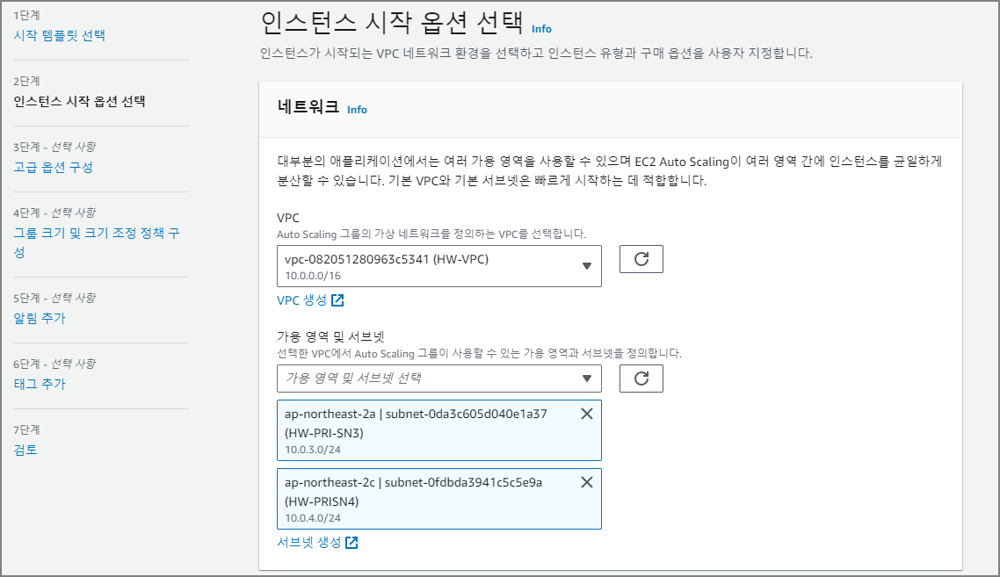 1단계
시작 템플릿 선택
2단계
인스턴스 시작 옵션 선택
3단계 - 선택 사항
고급 옵션 구성
4단계 - 선택 사항
그룹 크기 및 크기 조정 정책 구
성
5단계 - 선택 사항
알림 추가
6단계 - 선택 사항
태그 추가
7단계
검토
인스턴스 시작 옵션 선택 Info
인스턴스가 시작되는 VPC 네트워크 환경을 선택하고 인스턴스 유형과 구매 옵션을 사용자 지정합니다.
네트워크 Info
대부분의 애플리케이션에서는 여러 가용 영역을 사용할 수 있으며 EC2 Auto Scaling이 여러 영역 간에 인스턴스를 균일하게
분산할 수 있습니다. 기본 VPC와 기본 서브넷은 빠르게 시작하는 데 적합합니다.
VPC
Auto Scaling 그룹의 가상 네트워크를 정의하는 VPC를 선택합니다.
vpc-082051280963c5341 (HW-VPC)
10.0.0.0/16
VPC 생성
가용 영역 및 서브넷
선택한 VPC에서 Auto Scaling 그룹이 사용할 수 있는 가용 영역과 서브넷을 정의합니다.
가용 영역 및 서브넷 선택
ap-northeast-2a | subnet-0da3c605d040e1a37
(HW-PRI-SN3)
10.0.3.0/24
ap-northeast-2c | subnet-0fdbda3941c5c5e9a
(HW-PRISN4)
10.0.4.0/24
서브넷 생성